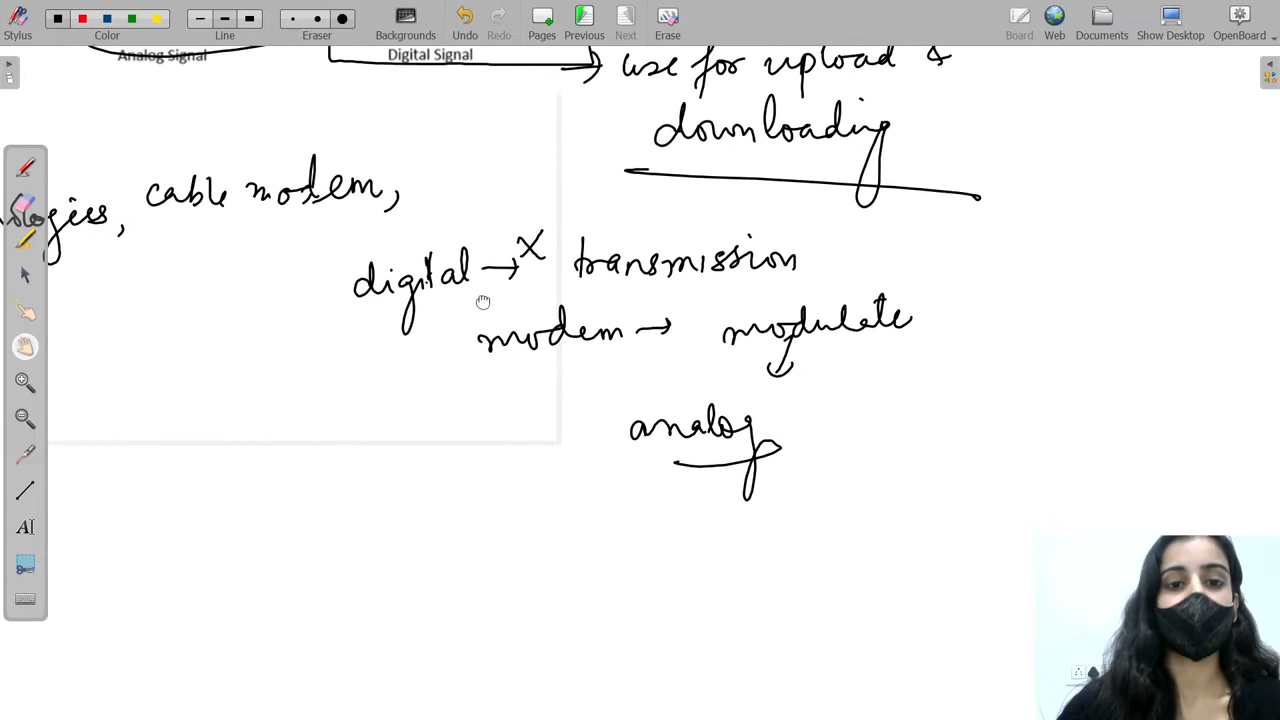 Stylus Color Line Eraser Backgrounds Undo Redo Pages Previous Next Erase Board Web Documents Show Desktop OpenBoard
Analog Signal Digital Signal
→ use for upload &
downloading
cable modem,
digital → X transmission
modem → modulate
analog
AI